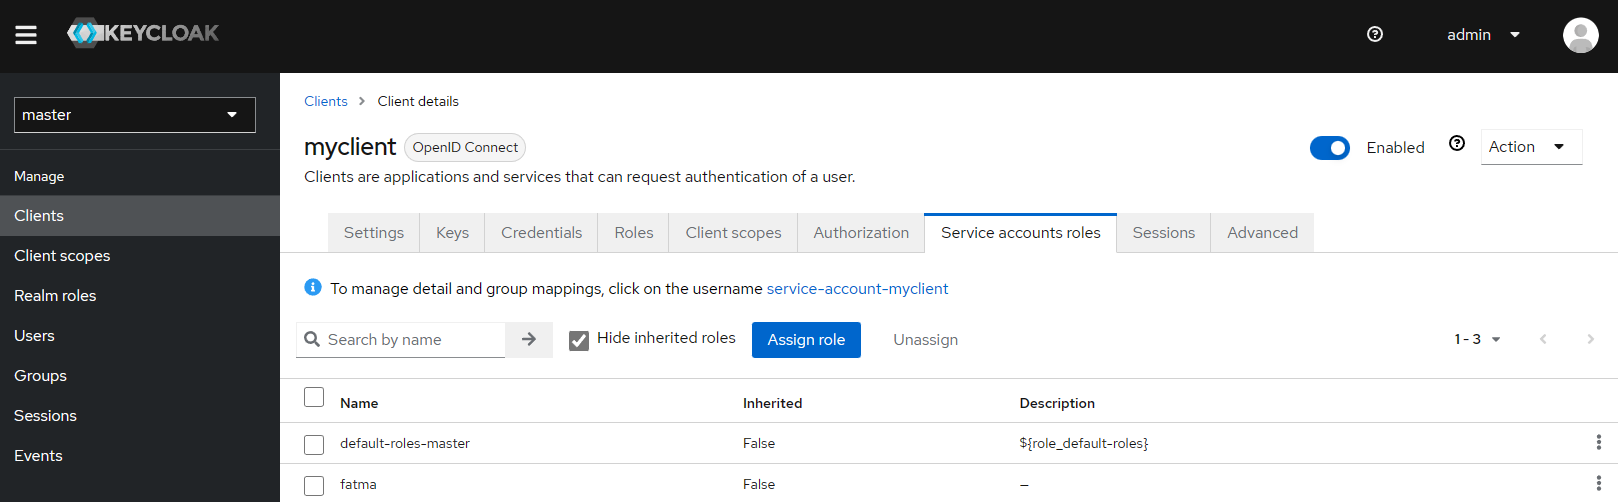 KEYCLOAK
admin
master
Manage
Clients
Client scopes
Realm roles
Users
Groups
Sessions
Events
Clients > Client details
myclient OpenID Connect
Enabled Action
Clients are applications and services that can request authentication of a user.
Settings Keys Credentials Roles Client scopes Authorization Service accounts roles Sessions Advanced
To manage detail and group mappings, click on the username service-account-myclient
Search by name Hide inherited roles Assign role Unassign 1 - 3
Name Inherited Description
default-roles-master False ${role_default-roles}
fatma False –